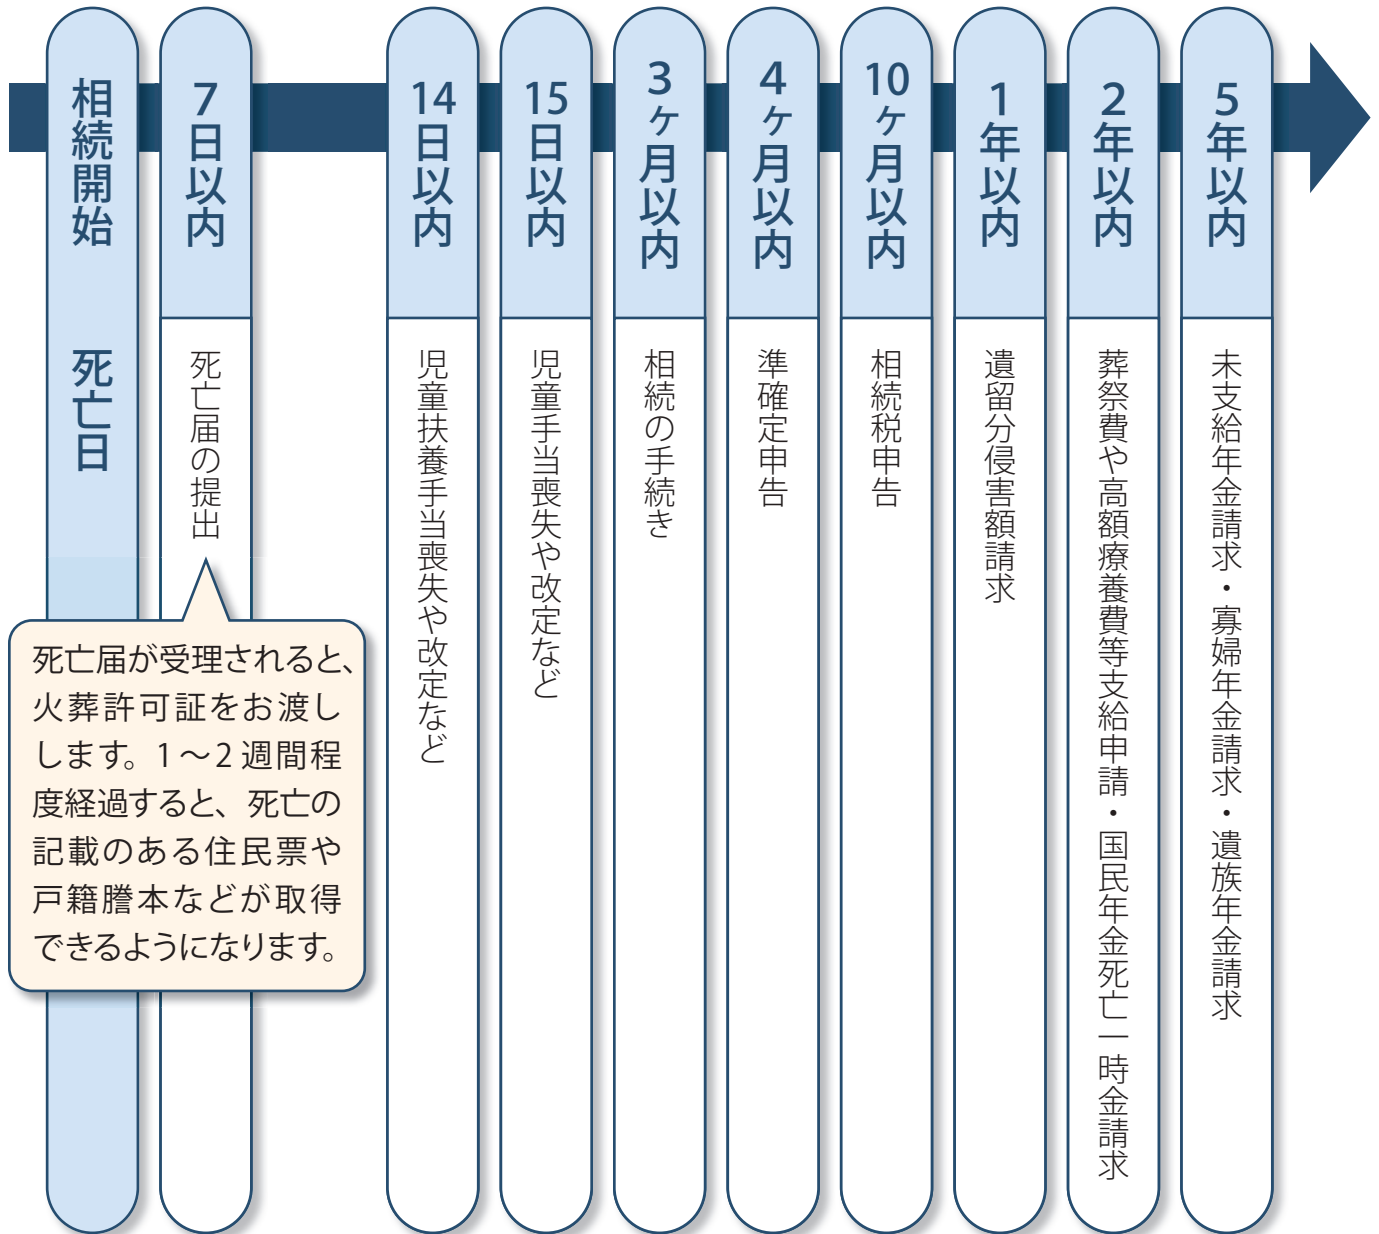 相続開始 死亡日
7日以内
死亡届の提出
死亡届が受理されると、
火葬許可証をお渡し
します。1～2週間程
度経過すると、死亡の
記載のある住民票や
戸籍謄本などが取得
できるようになります。
14日以内
児童扶養手当喪失や改定など
15日以内
児童手当喪失や改定など
3ヶ月以内
相続の手続き
4ヶ月以内
準確定申告
10ヶ月以内
相続税申告
1年以内
遺留分侵害額請求
2年以内
葬祭費や高額療養費等支給申請・国民年金死亡一時金請求
5年以内
未支給年金請求・寡婦年金請求・遺族年金請求